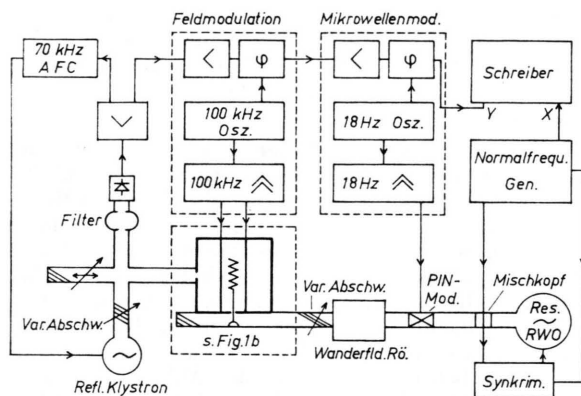 Feldmodulation
Mikrowellenmod.
70 kHz
AFC
<
φ
<
φ
Schreiber
Y X
100 kHz
Osz.
18 Hz Osz.
Normalfrequ.
Gen.
100 kHz
18 Hz
Filter
Var. Abschw.
PIN-
Mod.
Mischkopf
Res.
~
RWO
Var. Abschw.
s. Fig. 1b
Wanderfld. Rö.
Synkrim.
~
Refl. Klystron